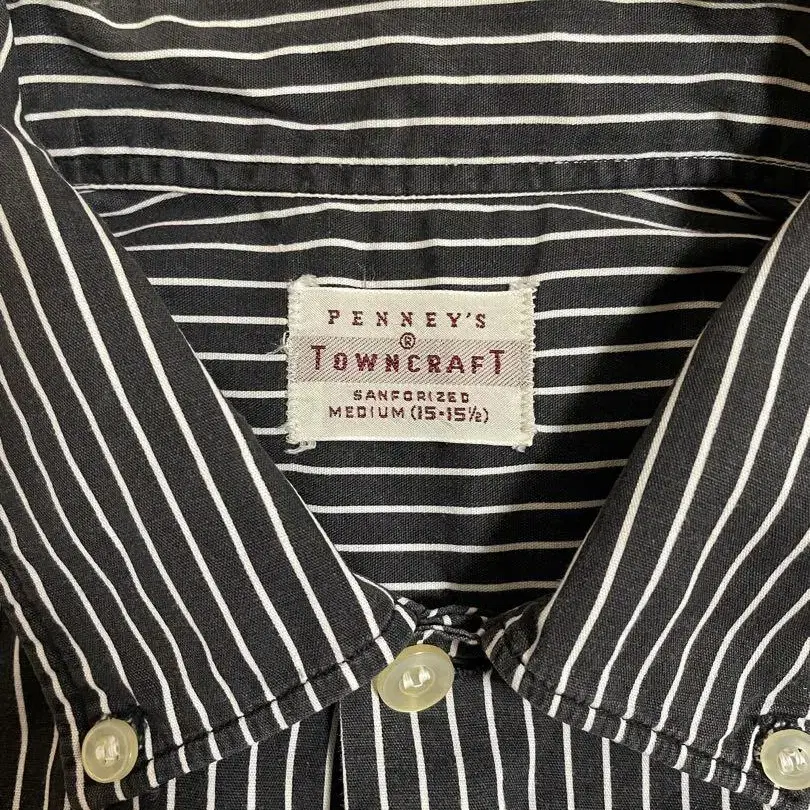 PENNEY'S
®
TOWNCRAFT
SANFORIZED
MEDIUM (15-15½)